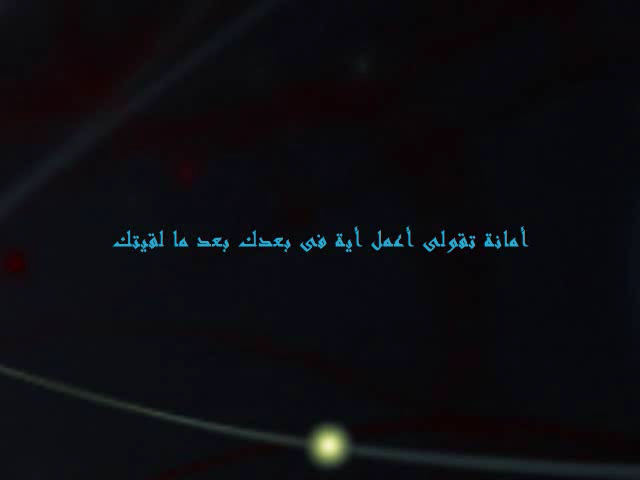 أمانة تقولى أعمل أية فى بعدك بعد ما لقيتك